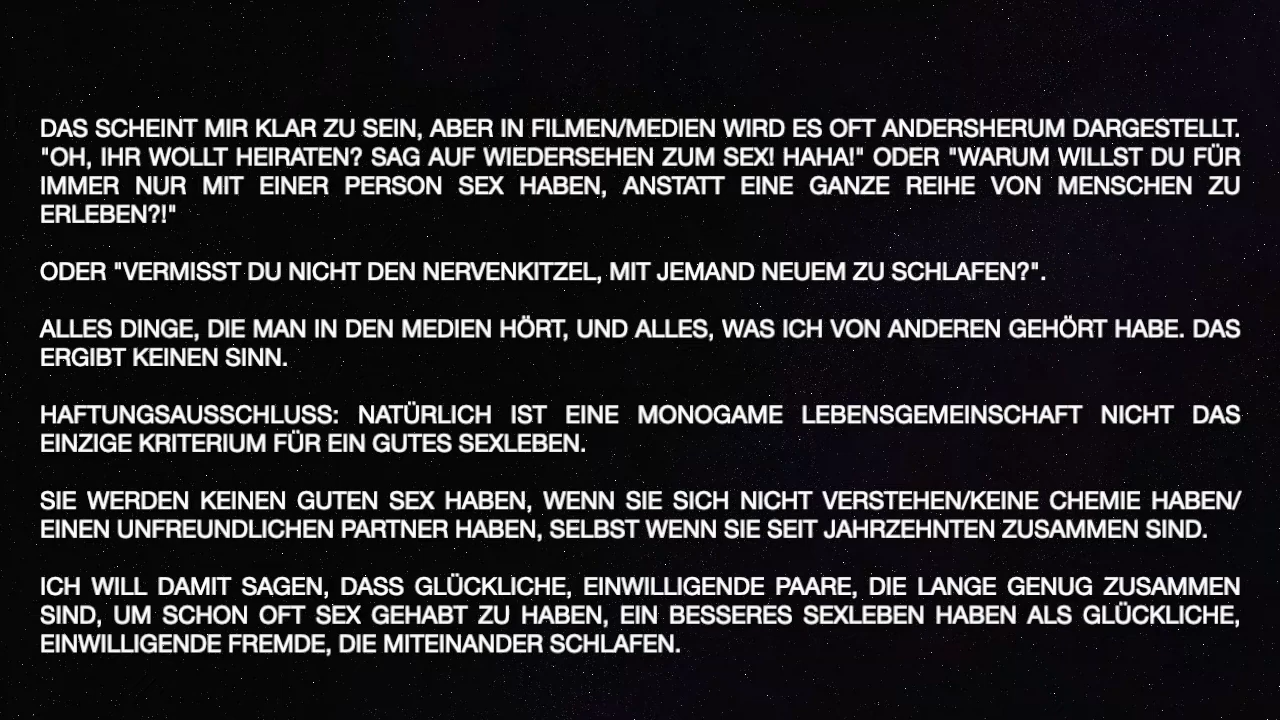 DAS SCHEINT MIR KLAR ZU SEIN, ABER IN FILMEN/MEDIEN WIRD ES OFT ANDERSHERUM DARGESTELLT.
"OH, IHR WOLLT HEIRATEN? SAG AUF WIEDERSEHEN ZUM SEX! HAHA!" ODER "WARUM WILLST DU FÜR
IMMER NUR MIT EINER PERSON SEX HABEN, ANSTATT EINE GANZE REIHE VON MENSCHEN ZU
ERLEBEN?!"
ODER "VERMISST DU NICHT DEN NERVENKITZEL, MIT JEMAND NEUEM ZU SCHLAFEN?".
ALLES DINGE, DIE MAN IN DEN MEDIEN HÖRT, UND ALLES, WAS ICH VON ANDEREN GEHÖRT HABE. DAS
ERGIBT KEINEN SINN.
HAFTUNGSAUSSCHLUSS: NATÜRLICH IST EINE MONOGAME LEBENSGEMEINSCHAFT NICHT DAS
EINZIGE KRITERIUM FÜR EIN GUTES SEXLEBEN.
SIE WERDEN KEINEN GUTEN SEX HABEN, WENN SIE SICH NICHT VERSTEHEN/KEINE CHEMIE HABEN/
EINEN UNFREUNDLICHEN PARTNER HABEN, SELBST WENN SIE SEIT JAHRZEHNTEN ZUSAMMEN SIND.
ICH WILL DAMIT SAGEN, DASS GLÜCKLICHE, EINWILLIGENDE PAARE, DIE LANGE GENUG ZUSAMMEN
SIND, UM SCHON OFT SEX GEHABT ZU HABEN, EIN BESSERES SEXLEBEN HABEN ALS GLÜCKLICHE,
EINWILLIGENDE FREMDE, DIE MITEINANDER SCHLAFEN.